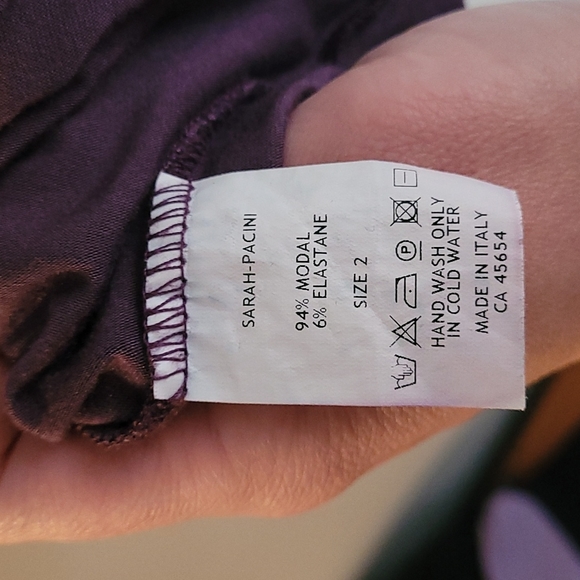 SARAH-PACINI
94% MODAL
6% ELASTANE
SIZE 2
P
HAND WASH ONLY
IN COLD WATER
MADE IN ITALY
CA 45654